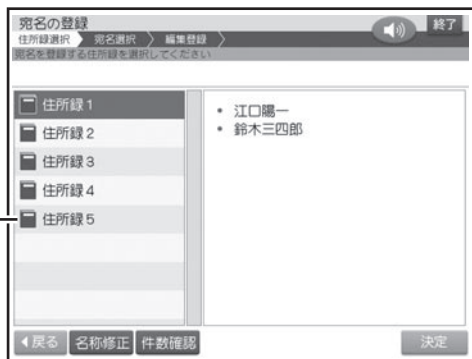 宛名の登録
終了
住所録選択 〉 宛名選択 〉 編集登録 〉
宛名を登録する住所録を選択してください
住所録1
住所録2
住所録3
住所録4
住所録5
• 江口陽一
• 鈴木三四郎
戻る 名称修正 件数確認 決定